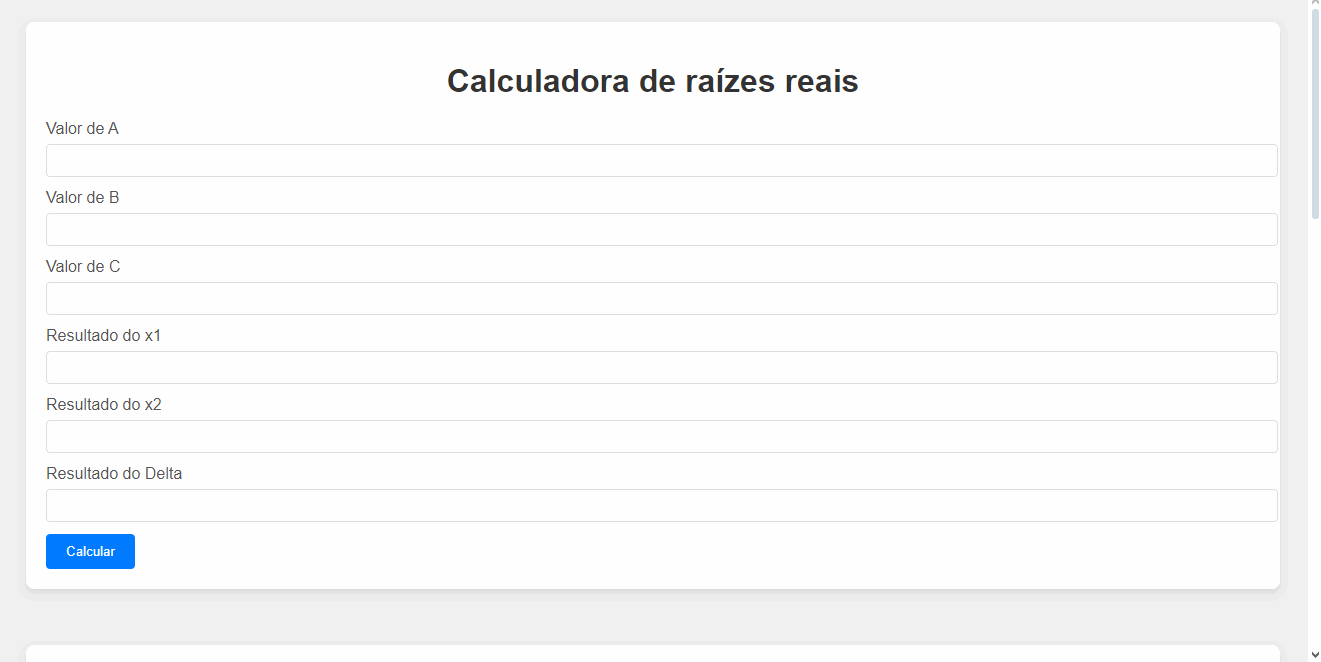 Calculadora de raízes reais
Valor de A
Valor de B
Valor de C
Resultado do x1
Resultado do x2
Resultado do Delta
Calcular